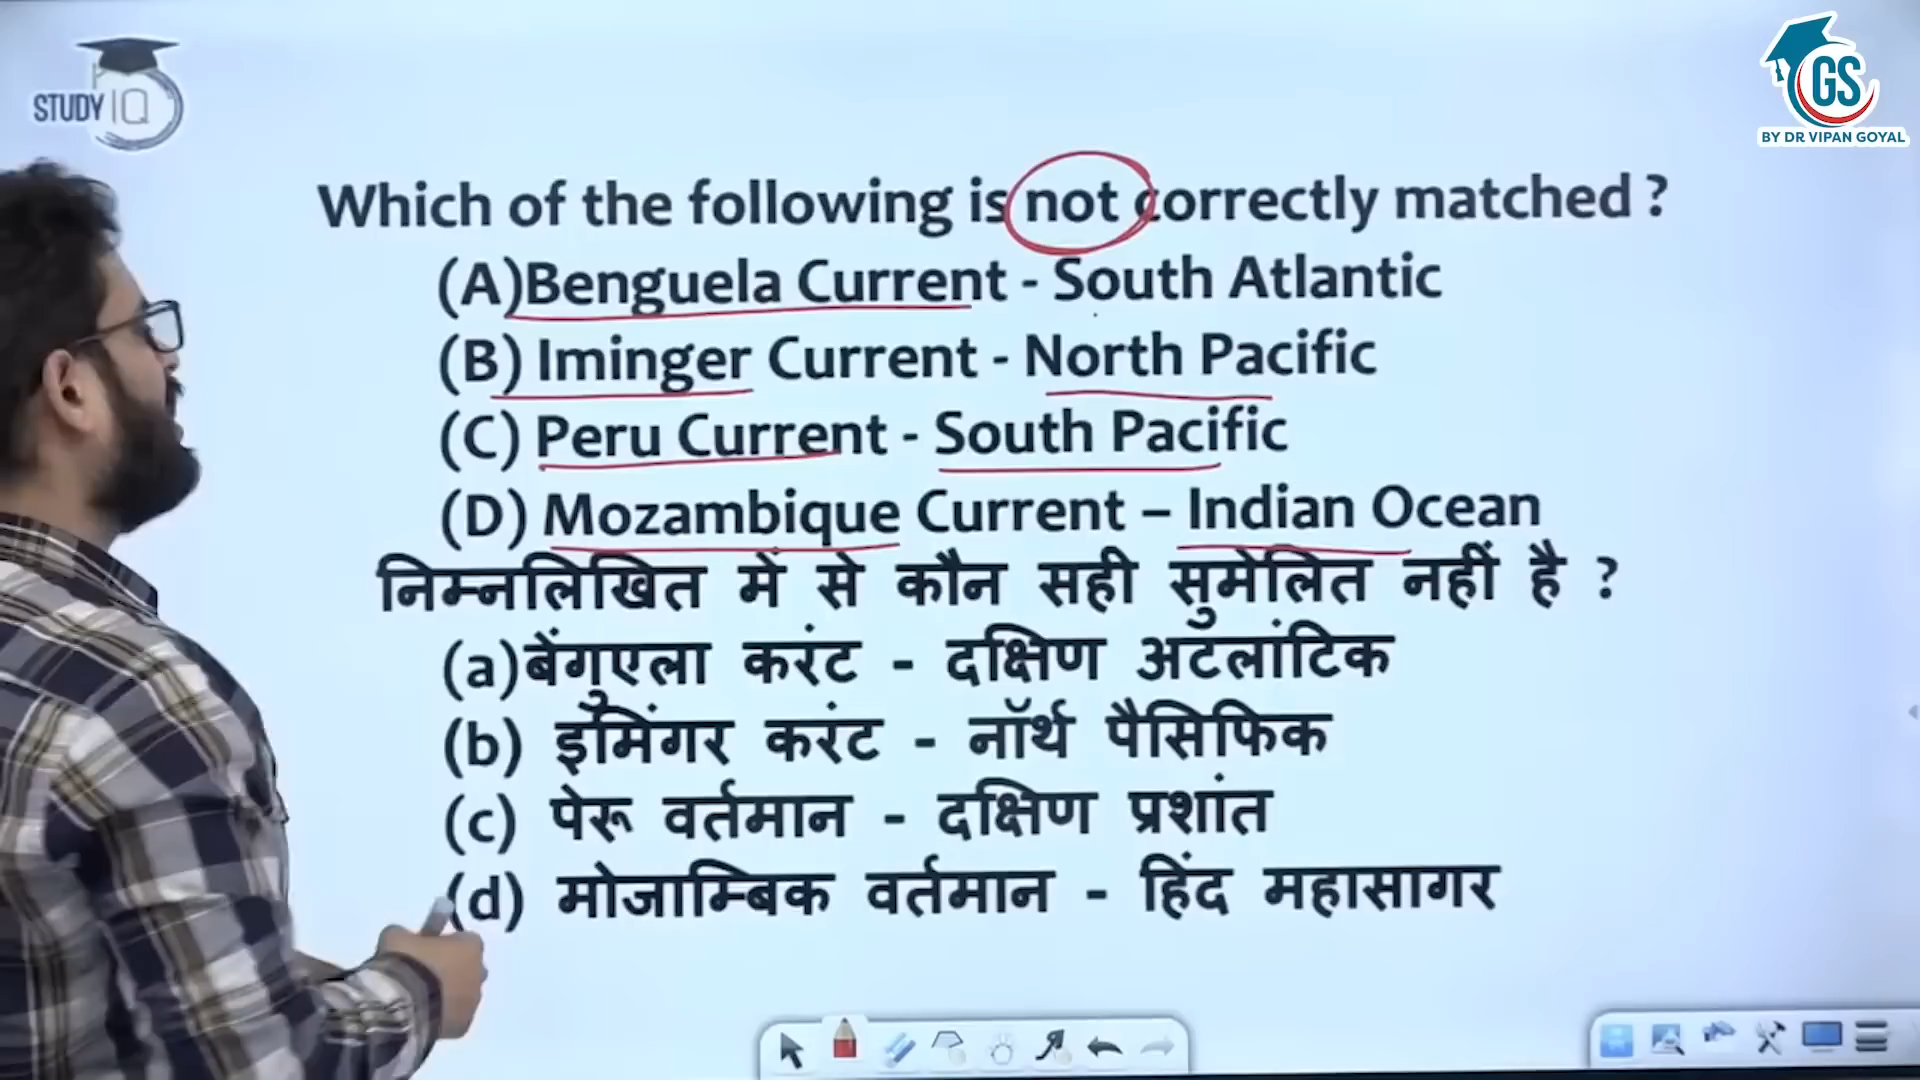 STUDY IQ
GS
BY DR VIPAN GOYAL
Which of the following is not correctly matched ?
(A)Benguela Current - South Atlantic
(B) Iminger Current - North Pacific
(C) Peru Current - South Pacific
(D) Mozambique Current – Indian Ocean
निम्नलिखित में से कौन सही सुमेलित नहीं है ?
(a)बेंगुएला करंट - दक्षिण अटलांटिक
(b) इमिंगर करंट - नॉर्थ पैसिफिक
(c) पेरू वर्तमान - दक्षिण प्रशांत
(d) मोजाम्बिक वर्तमान - हिंद महासागर